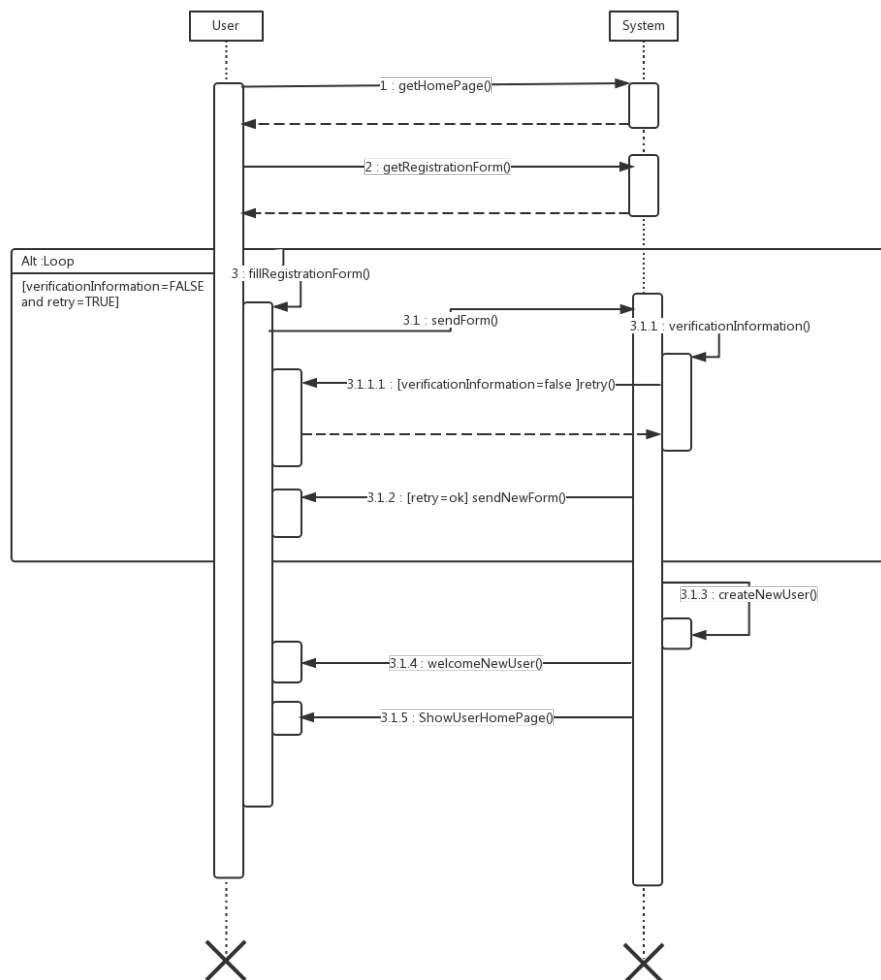 User
System
1 : getHomePage()
2 : getRegistrationForm()
Alt :Loop
3 : fillRegistrationForm()
[verificationInformation=FALSE
and retry=TRUE]
3.1 : sendForm()
3.1.1 : verificationInformation()
3.1.1.1 : [verificationInformation=false ]retry()
3.1.2 : [retry=ok] sendNewForm()
3.1.3 : createNewUser()
3.1.4 : welcomeNewUser()
3.1.5 : ShowUserHomePage()